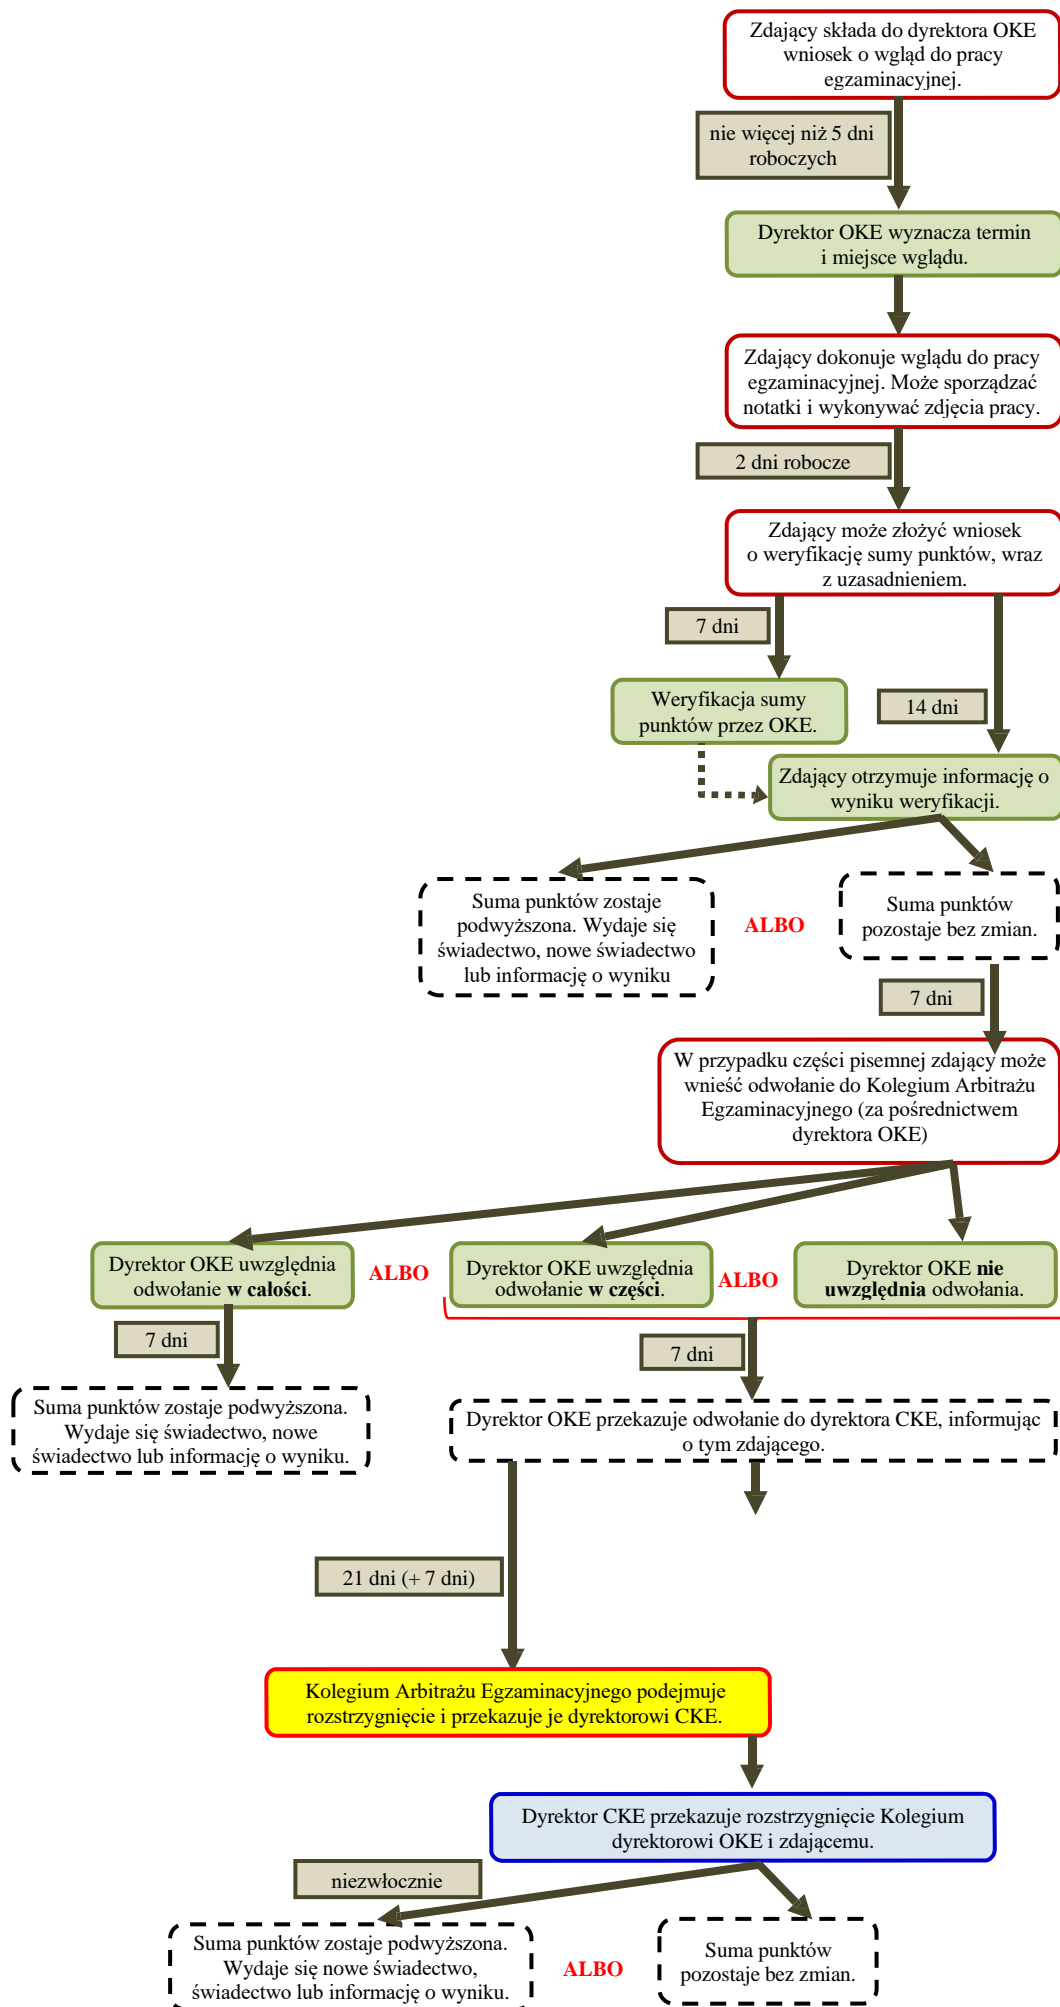 Zdający składa do dyrektora OKE
wniosek o wgląd do pracy
egzaminacyjnej.
nie więcej niż 5 dni
roboczych
Dyrektor OKE wyznacza termin
i miejsce wglądu.
Zdający dokonuje wglądu do pracy
egzaminacyjnej. Może sporządzać
notatki i wykonywać zdjęcia pracy.
2 dni robocze
Zdający może złożyć wniosek
o weryfikację sumy punktów, wraz
z uzasadnieniem.
7 dni
Weryfikacja sumy
punktów przez OKE.
14 dni
Zdający otrzymuje informację o
wyniku weryfikacji.
Suma punktów zostaje
podwyższona. Wydaje się
świadectwo, nowe świadectwo
lub informację o wyniku
ALBO
Suma punktów
pozostaje bez zmian.
7 dni
W przypadku części pisemnej zdający może
wnieść odwołanie do Kolegium Arbitrażu
Egzaminacyjnego (za pośrednictwem
dyrektora OKE)
Dyrektor OKE uwzględnia
odwołanie w całości.
ALBO
Dyrektor OKE uwzględnia
odwołanie w części.
ALBO
Dyrektor OKE nie
uwzględnia odwołania.
7 dni
7 dni
Suma punktów zostaje podwyższona.
Wydaje się świadectwo, nowe
świadectwo lub informację o wyniku.
Dyrektor OKE przekazuje odwołanie do dyrektora CKE, informując
o tym zdającego.
21 dni (+ 7 dni)
Kolegium Arbitrażu Egzaminacyjnego podejmuje
rozstrzygnięcie i przekazuje je dyrektorowi CKE.
Dyrektor CKE przekazuje rozstrzygnięcie Kolegium
dyrektorowi OKE i zdającemu.
niezwłocznie
Suma punktów zostaje podwyższona.
Wydaje się nowe świadectwo,
świadectwo lub informację o wyniku.
ALBO
Suma punktów
pozostaje bez zmian.